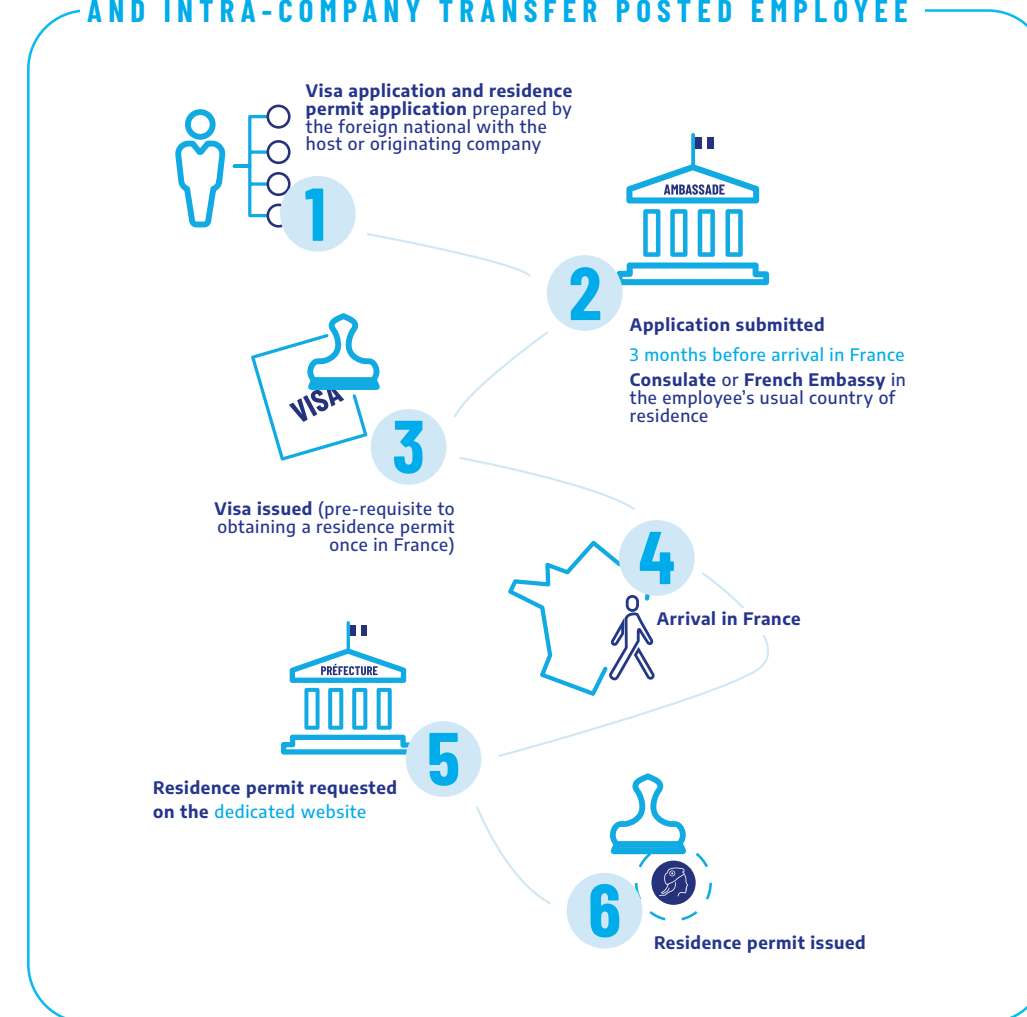 AND INTRA-COMPANY TRANSFER POSTED EMPLOYEE
Visa application and residence
permit application prepared by
the foreign national with the
host or originating company
1
AMBASSADE
2
Application submitted
3 months before arrival in France
Consulate or French Embassy in
the employee's usual country of
residence
VISA
3
Visa issued (pre-requisite to
obtaining a residence permit
once in France)
4
Arrival in France
PRÉFECTURE
5
Residence permit requested
on the dedicated website
6
Residence permit issued